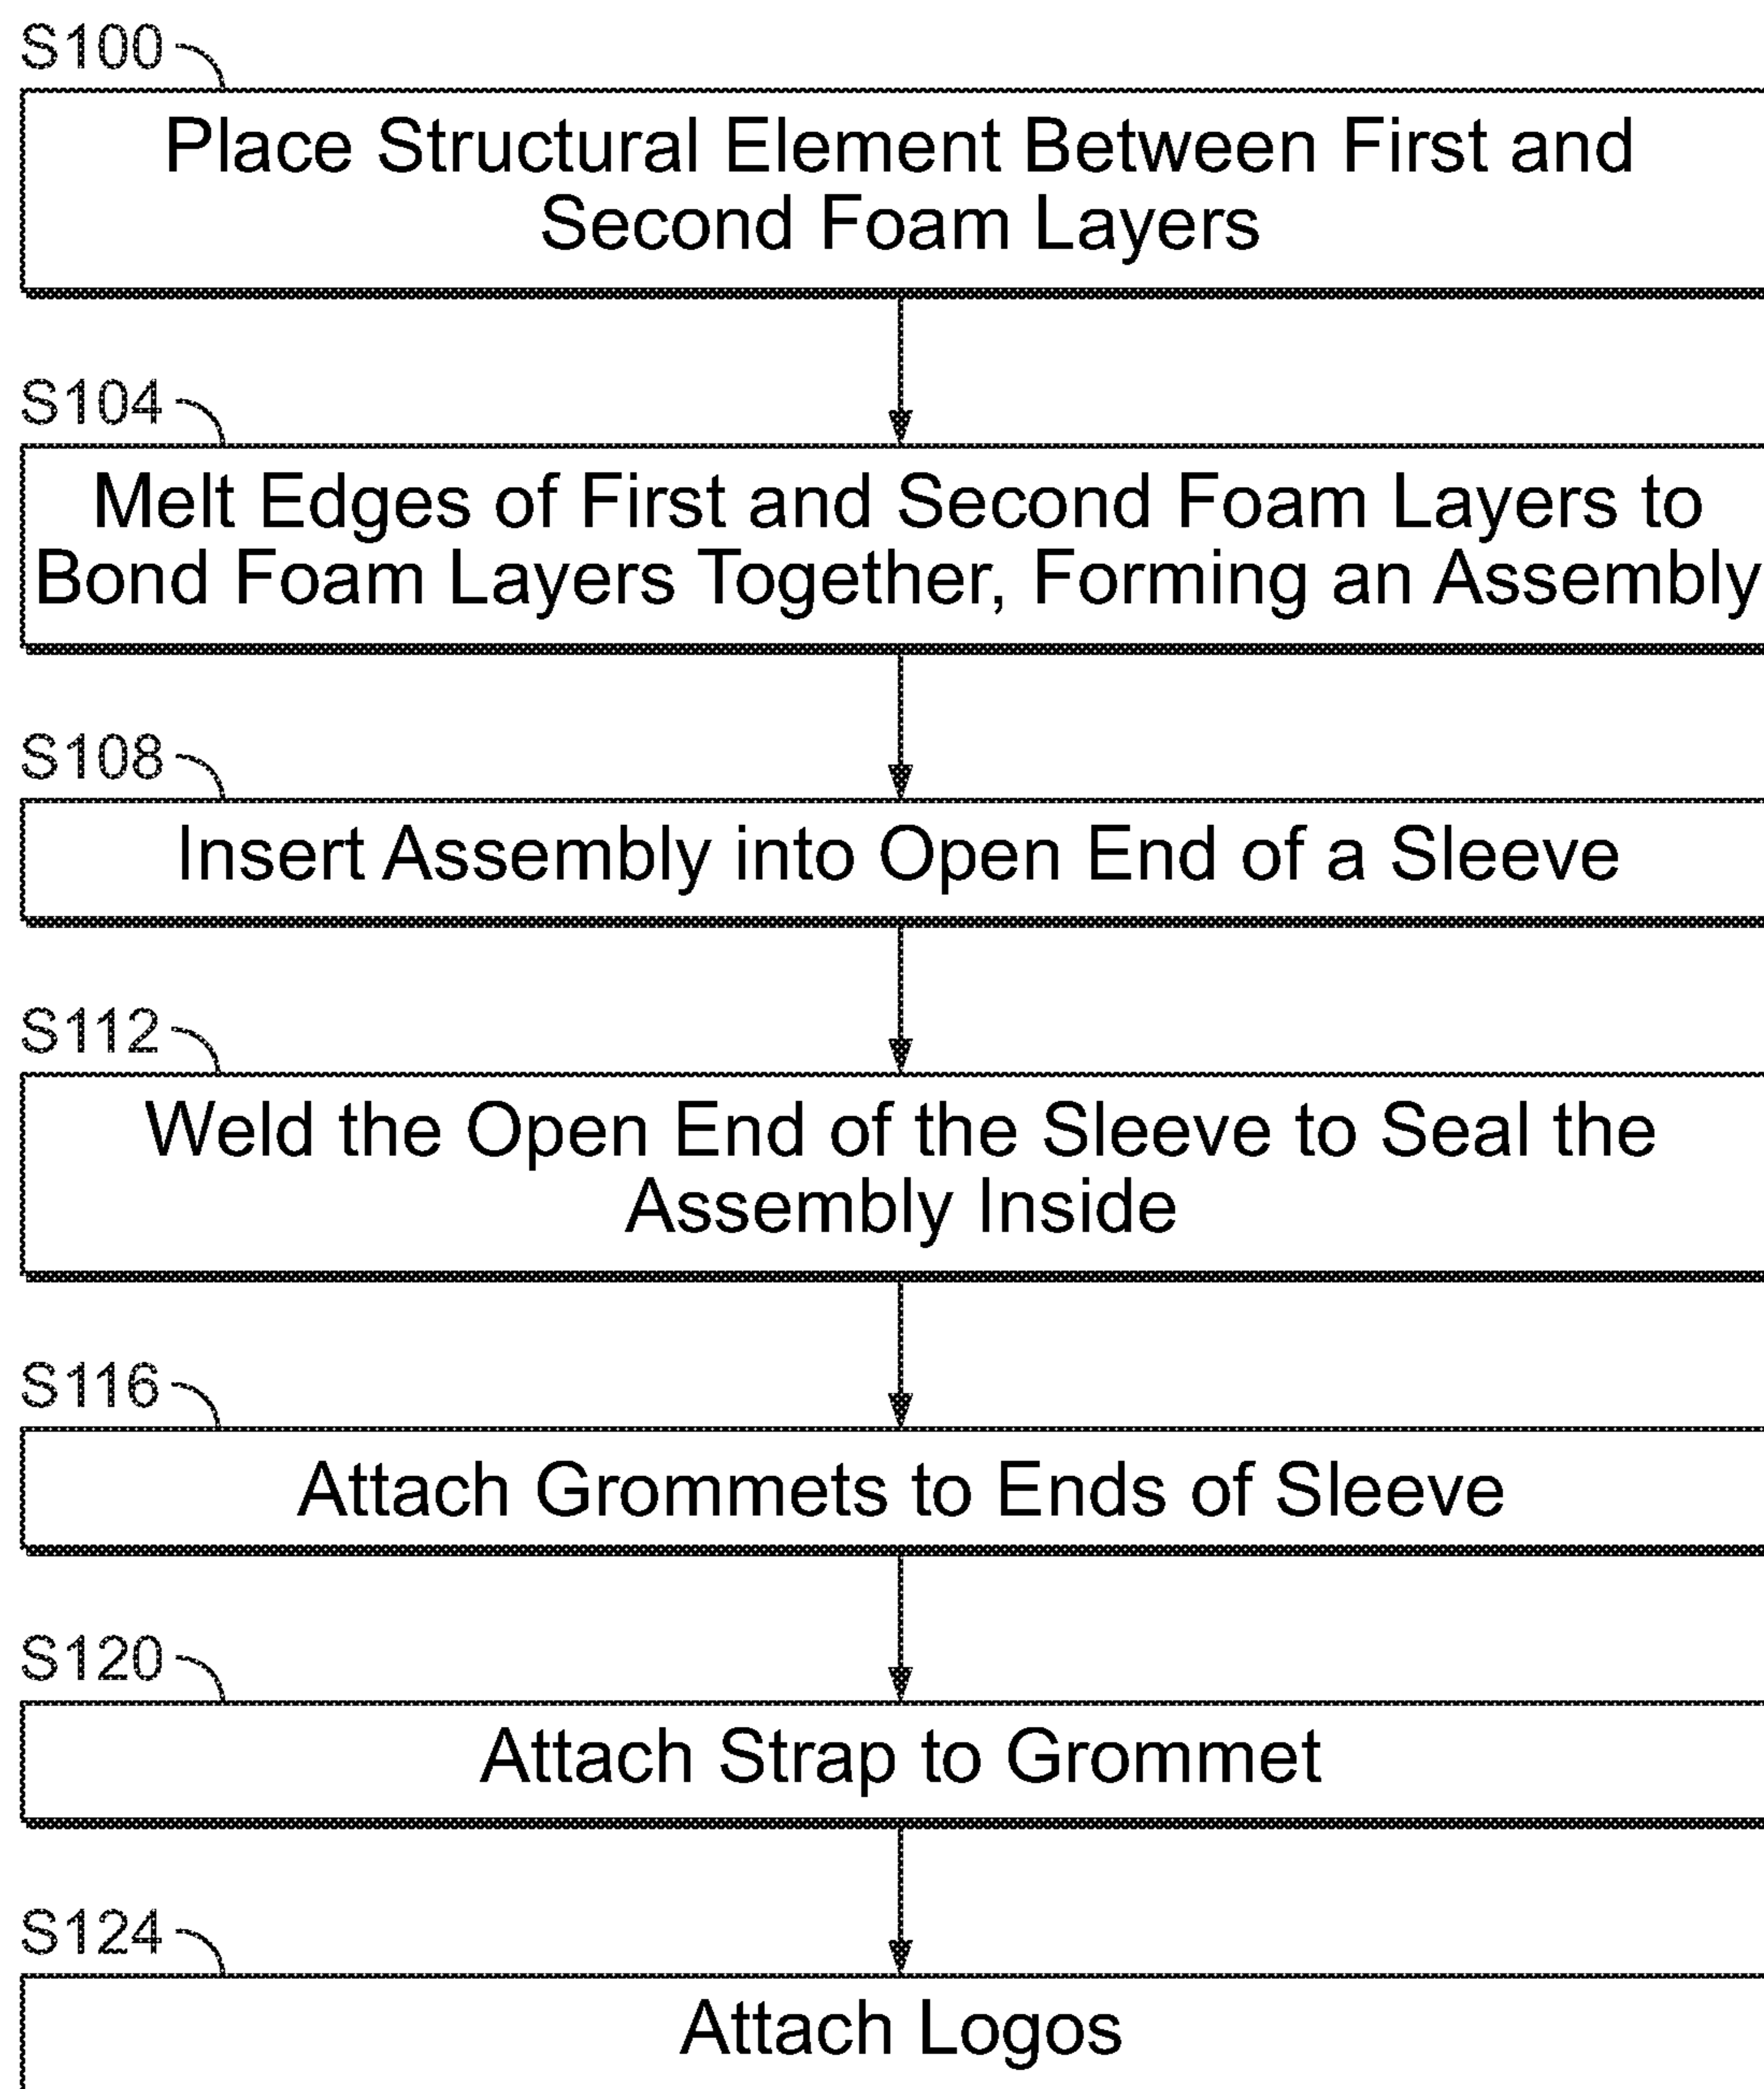 S100
Place Structural Element Between First and
Second Foam Layers
S104
Melt Edges of First and Second Foam Layers to
Bond Foam Layers Together, Forming an Assembly
S108
Insert Assembly into Open End of a Sleeve
S112
Weld the Open End of the Sleeve to Seal the
Assembly Inside
S116
Attach Grommets to Ends of Sleeve
S120
Attach Strap to Grommet
S124
Attach Logos